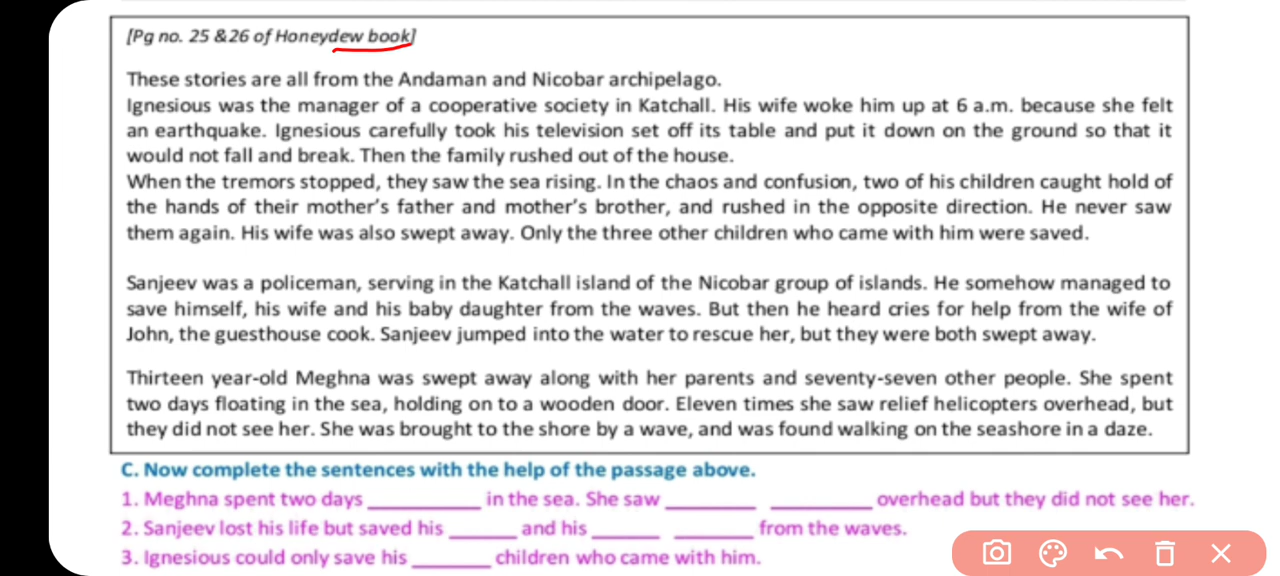 [Pg no. 25 &26 of Honeydew book]
These stories are all from the Andaman and Nicobar archipelago.
Ignesious was the manager of a cooperative society in Katchall. His wife woke him up at 6 a.m. because she felt
an earthquake. Ignesious carefully took his television set off its table and put it down on the ground so that it
would not fall and break. Then the family rushed out of the house.
When the tremors stopped, they saw the sea rising. In the chaos and confusion, two of his children caught hold of
the hands of their mother's father and mother's brother, and rushed in the opposite direction. He never saw
them again. His wife was also swept away. Only the three other children who came with him were saved.
Sanjeev was a policeman, serving in the Katchall island of the Nicobar group of islands. He somehow managed to
save himself, his wife and his baby daughter from the waves. But then he heard cries for help from the wife of
John, the guesthouse cook. Sanjeev jumped into the water to rescue her, but they were both swept away.
Thirteen year-old Meghna was swept away along with her parents and seventy-seven other people. She spent
two days floating in the sea, holding on to a wooden door. Eleven times she saw relief helicopters overhead, but
they did not see her. She was brought to the shore by a wave, and was found walking on the seashore in a daze.
C. Now complete the sentences with the help of the passage above.
1. Meghna spent two days __________ in the sea. She saw ________ _________ overhead but they did not see her.
2. Sanjeev lost his life but saved his ______ and his ______ _______ from the waves.
3. Ignesious could only save his _______ children who came with him.